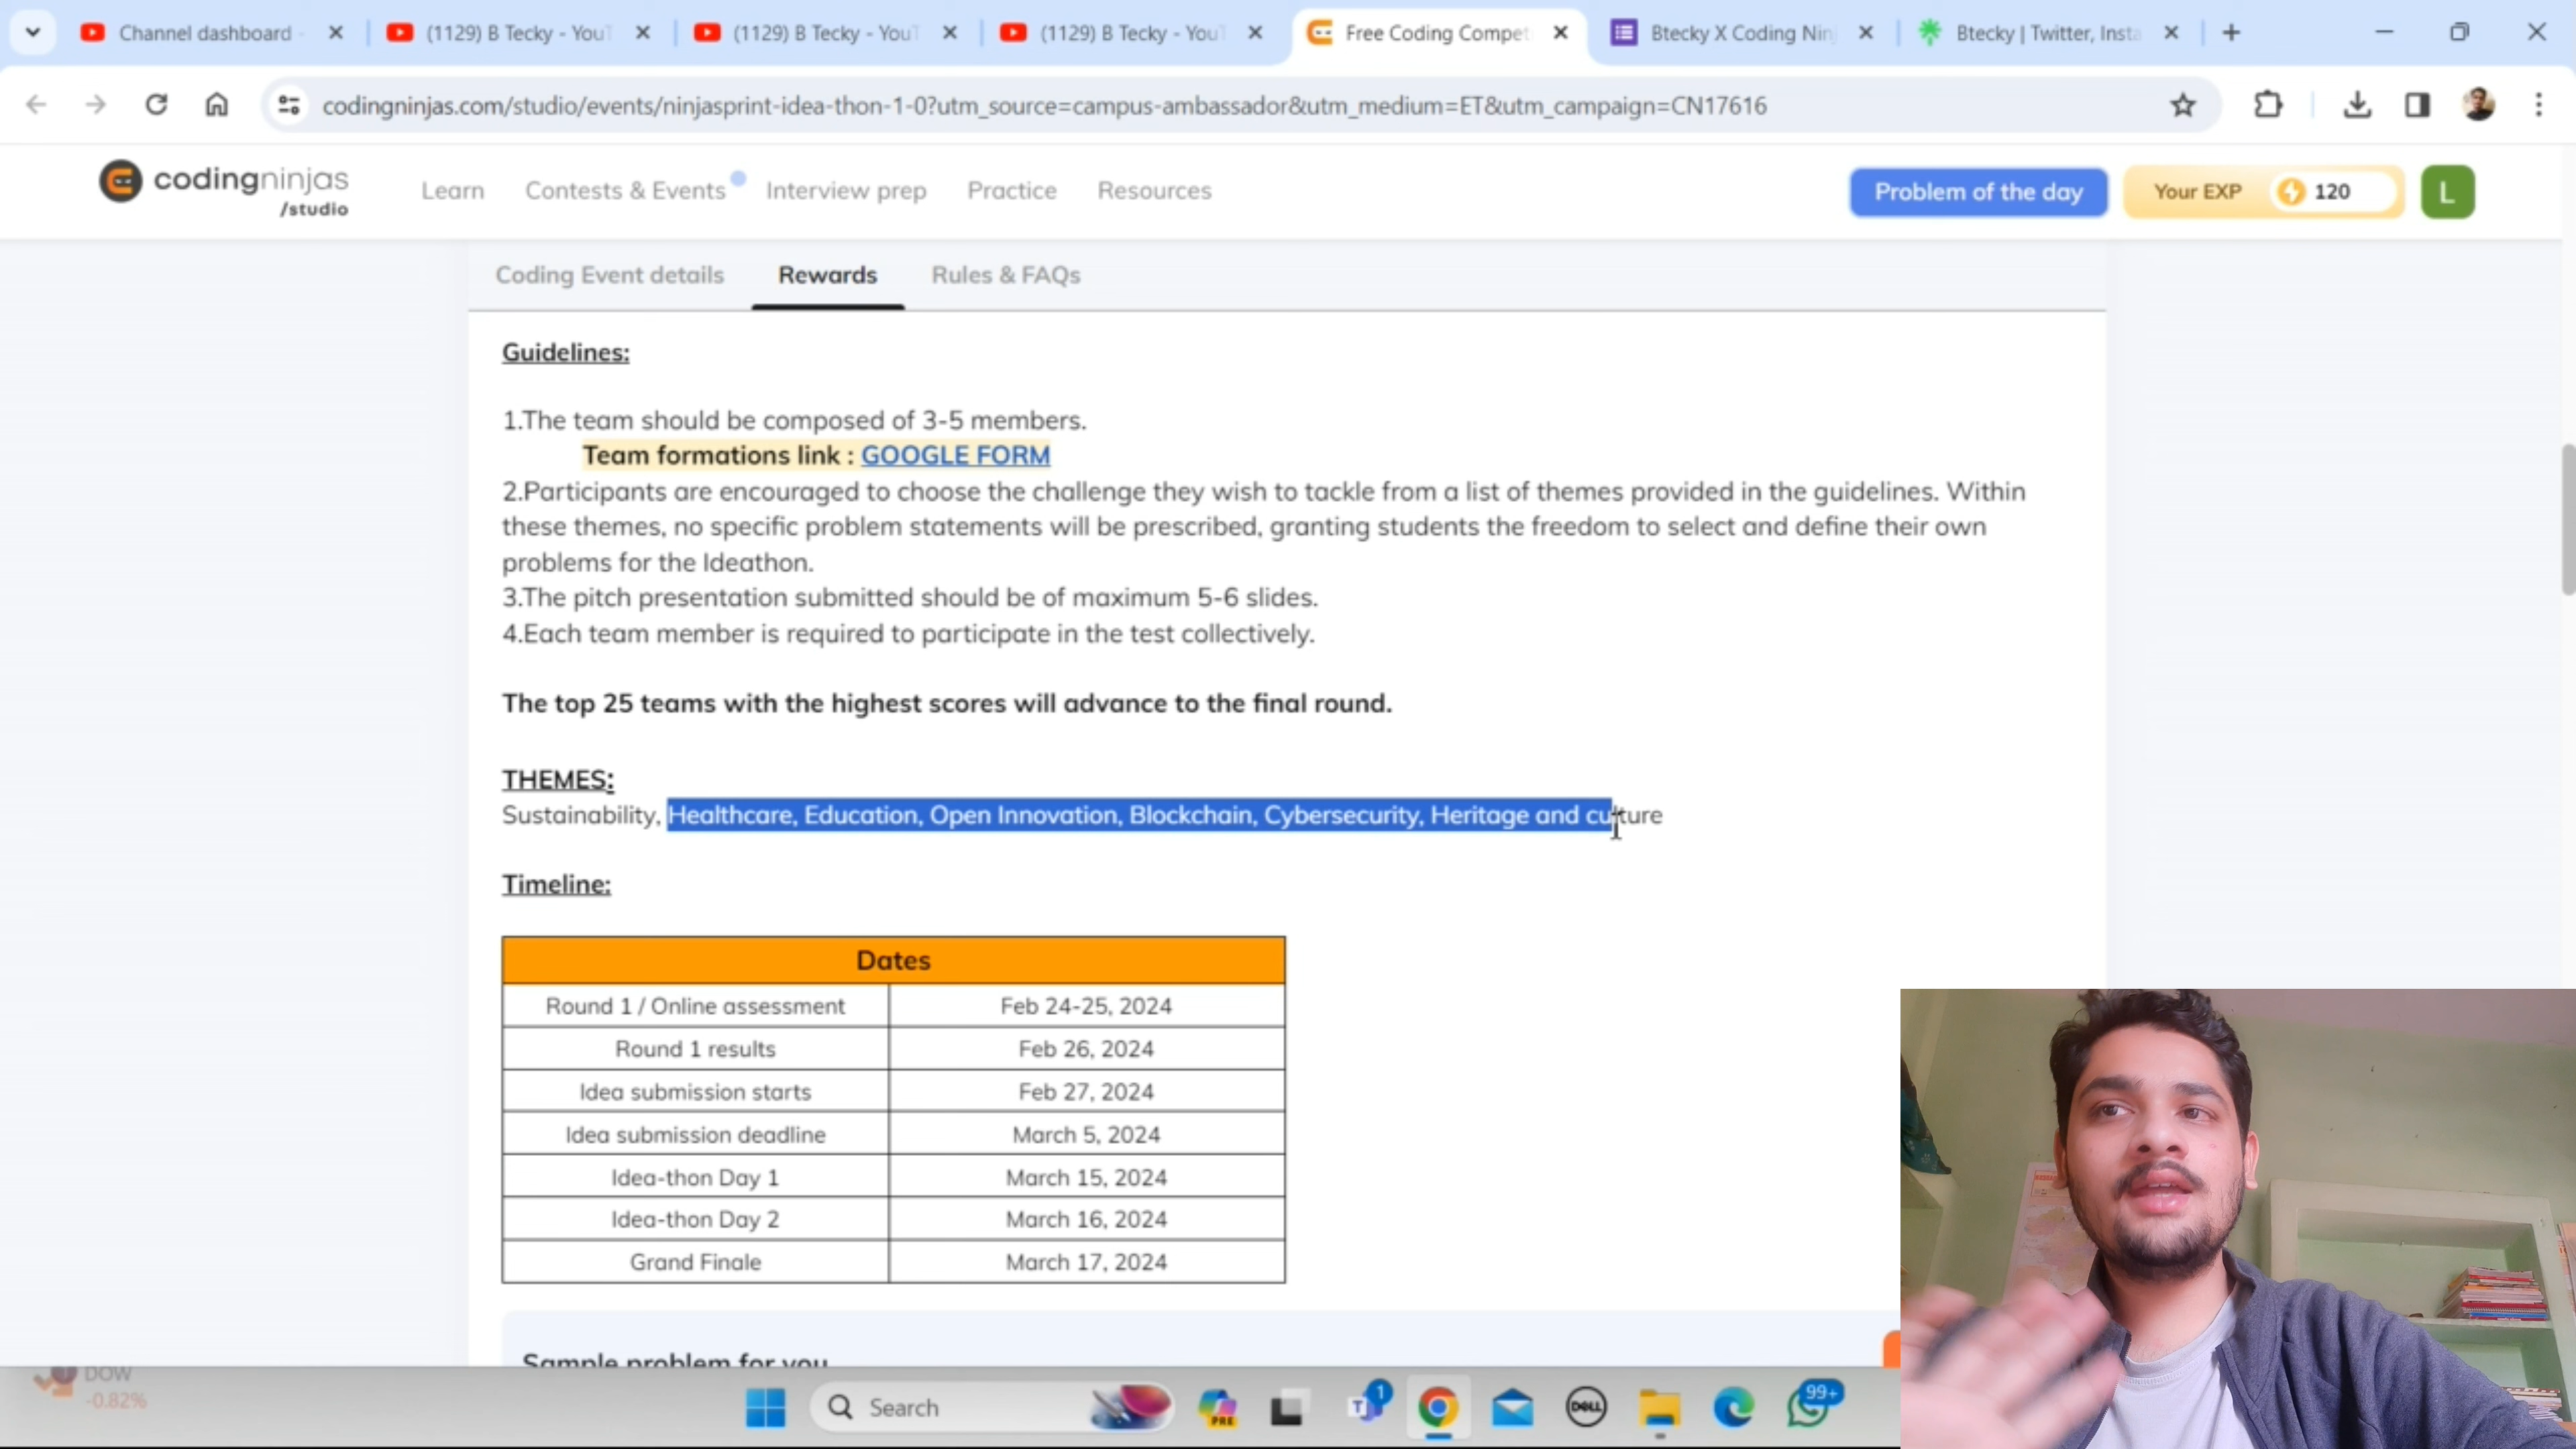 Channel dashboard -
(1129) B Tecky - YouT
(1129) B Tecky - YouT
(1129) B Tecky - YouT
Free Coding Compet
Btecky X Coding Ninj
Btecky | Twitter, Insta
codingninjas.com/studio/events/ninjasprint-idea-thon-1-0?utm_source=campus-ambassador&utm_medium=ET&utm_campaign=CN17616
codingninjas
/studio
Learn
Contests & Events
Interview prep
Practice
Resources
Problem of the day
Your EXP
120
L
Coding Event details
Rewards
Rules & FAQs
Guidelines:
1.The team should be composed of 3-5 members.
Team formations link : GOOGLE FORM
2.Participants are encouraged to choose the challenge they wish to tackle from a list of themes provided in the guidelines. Within
these themes, no specific problem statements will be prescribed, granting students the freedom to select and define their own
problems for the Ideathon.
3.The pitch presentation submitted should be of maximum 5-6 slides.
4.Each team member is required to participate in the test collectively.
The top 25 teams with the highest scores will advance to the final round.
THEMES:
Sustainability, Healthcare, Education, Open Innovation, Blockchain, Cybersecurity, Heritage and culture
Timeline:
Dates
Round 1 / Online assessment Feb 24-25, 2024
Round 1 results Feb 26, 2024
Idea submission starts Feb 27, 2024
Idea submission deadline March 5, 2024
Idea-thon Day 1 March 15, 2024
Idea-thon Day 2 March 16, 2024
Grand Finale March 17, 2024
Sample problem for you
DOW
-0.82%
Search
PRE
1
T
DELL
99+